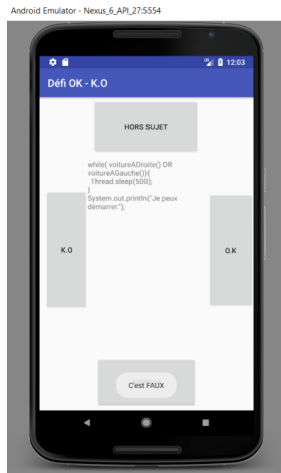 Android Emulator - Nexus_6_API_27:5554
12:03
Défi OK - K.O
HORS SUJET
while( voitureADroite() OR
voitureAGauche()){
Thread.sleep(500);
}
System.out.println("Je peux
démarrer.");
K.O
O.K
C'est FAUX